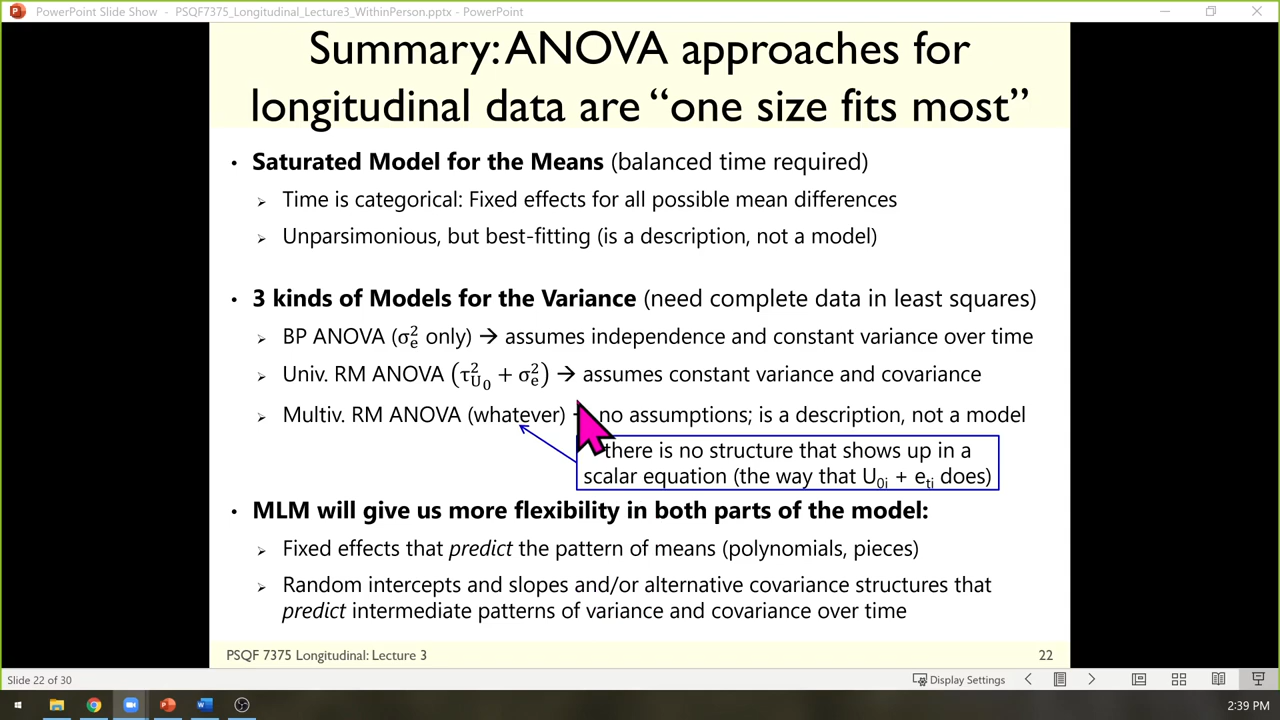 PowerPoint Slide Show - PSQF7375_Longitudinal_Lecture3_WithinPerson.pptx - PowerPoint
Summary: ANOVA approaches for
longitudinal data are “one size fits most”
• Saturated Model for the Means (balanced time required)
➢ Time is categorical: Fixed effects for all possible mean differences
➢ Unparsimonious, but best-fitting (is a description, not a model)
• 3 kinds of Models for the Variance (need complete data in least squares)
➢ BP ANOVA (σ²ₑ only) → assumes independence and constant variance over time
➢ Univ. RM ANOVA (τ²U₀ + σ²ₑ) → assumes constant variance and covariance
➢ Multiv. RM ANOVA (whatever) no assumptions; is a description, not a model
there is no structure that shows up in a
scalar equation (the way that U₀ᵢ + eₜᵢ does)
• MLM will give us more flexibility in both parts of the model:
➢ Fixed effects that predict the pattern of means (polynomials, pieces)
➢ Random intercepts and slopes and/or alternative covariance structures that
predict intermediate patterns of variance and covariance over time
PSQF 7375 Longitudinal: Lecture 3
22
Slide 22 of 30
Display Settings
2:39 PM